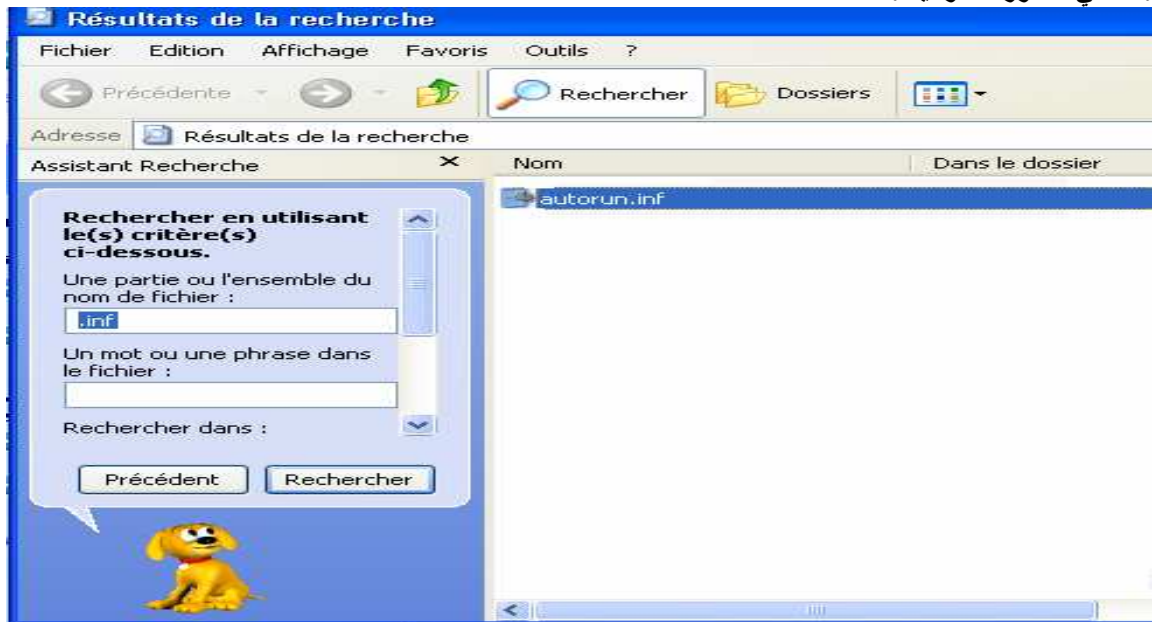 Résultats de la recherche
Fichier Edition Affichage Favoris Outils ?
Précédente Rechercher Dossiers
Adresse Résultats de la recherche
Assistant Recherche
Nom Dans le dossier
autorun.inf
Rechercher en utilisant
le(s) critère(s)
ci-dessous.
Une partie ou l'ensemble du
nom de fichier :
.inf
Un mot ou une phrase dans
le fichier :
Rechercher dans :
Précédent Rechercher